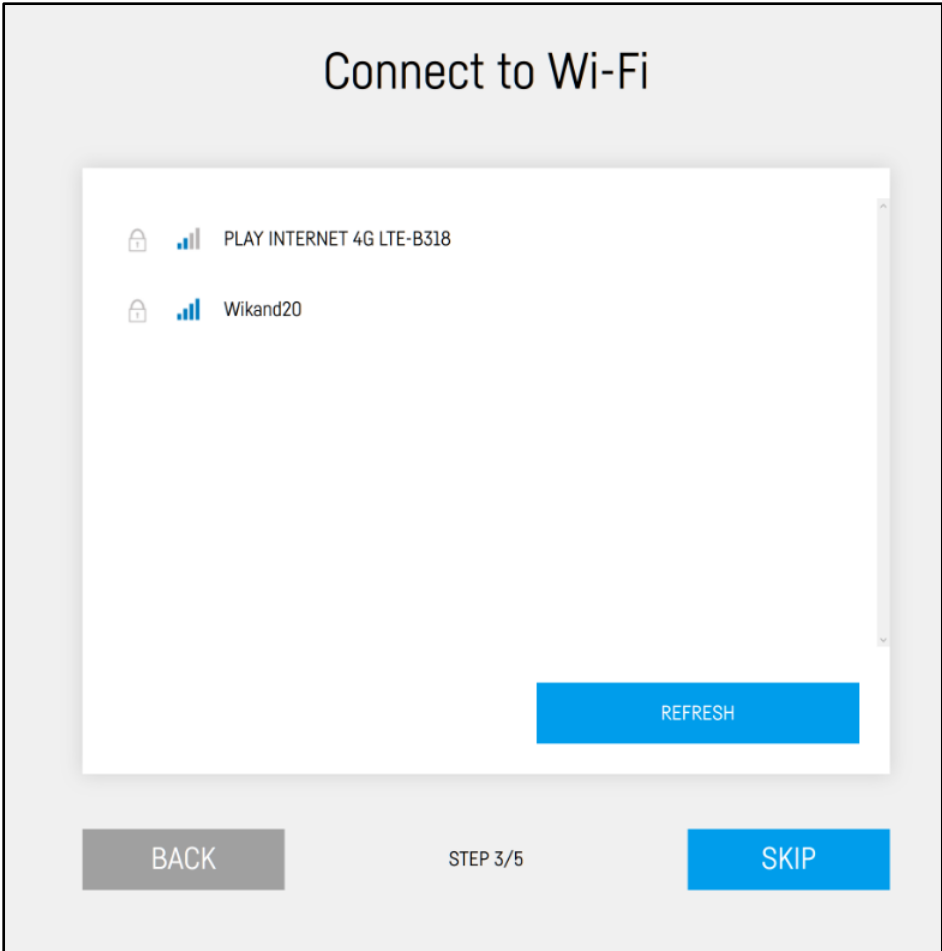 Connect to Wi-Fi
PLAY INTERNET 4G LTE-B318
Wikand20
REFRESH
BACK
STEP 3/5
SKIP